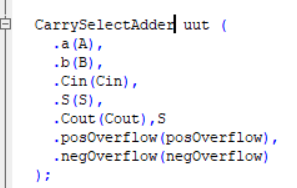 CarrySelectAdder uut (
.a(A),
.b(B),
.Cin(Cin),
.S(S),
.Cout(Cout),S
.posOverflow(posOverflow),
.negOverflow(negOverflow)
);